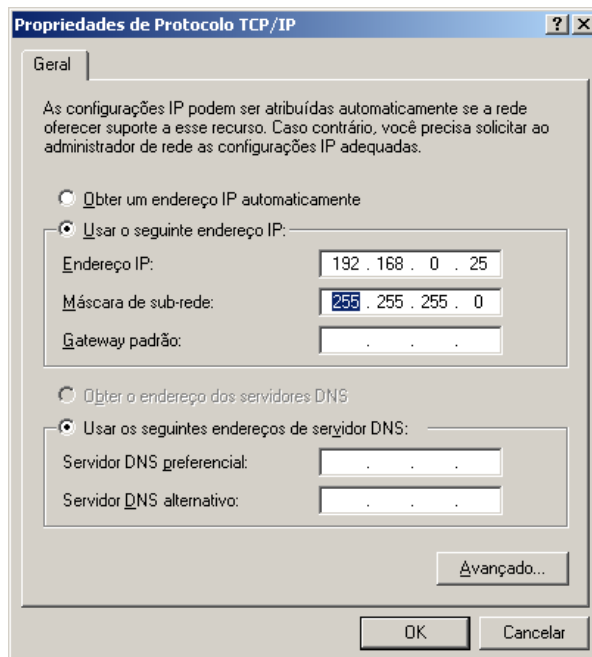 Propriedades de Protocolo TCP/IP
Geral
As configurações IP podem ser atribuídas automaticamente se a rede
oferecer suporte a esse recurso. Caso contrário, você precisa solicitar ao
administrador de rede as configurações IP adequadas.
Obter um endereço IP automaticamente
Usar o seguinte endereço IP:
Endereço IP: 192 . 168 . 0 . 25
Máscara de sub-rede: 255 . 255 . 255 . 0
Gateway padrão: . . .
Obter o endereço dos servidores DNS
Usar os seguintes endereços de servidor DNS:
Servidor DNS preferencial: . . .
Servidor DNS alternativo: . . .
Avançado...
OK Cancelar